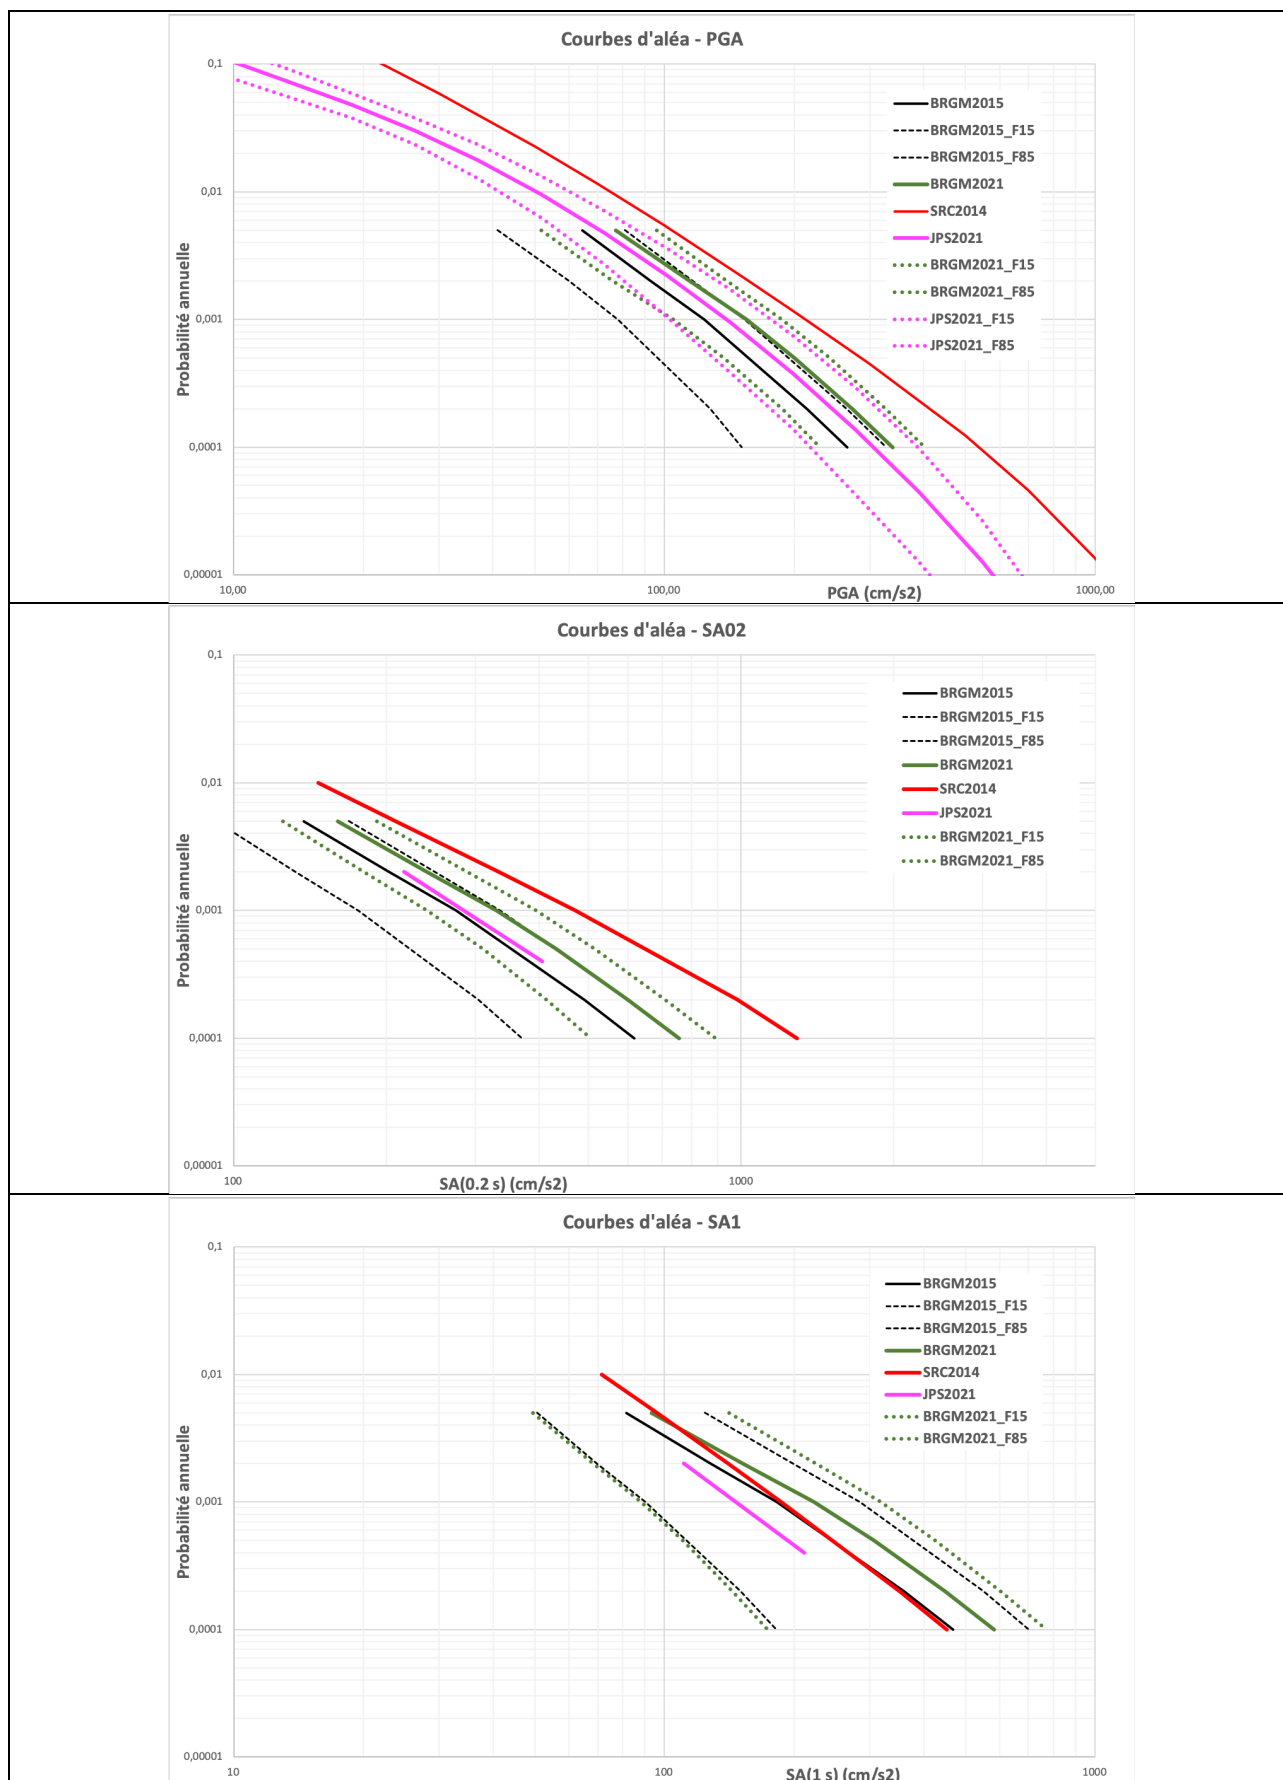 Courbes d'aléa - PGA
0,1
0,01
0,001
0,0001
0,00001
Probabilité annuelle
BRGM2015
BRGM2015_F15
BRGM2015_F85
BRGM2021
SRC2014
JPS2021
BRGM2021_F15
BRGM2021_F85
JPS2021_F15
JPS2021_F85
10,00
100,00
PGA (cm/s2)
1000,00
Courbes d'aléa - SA02
0,1
0,01
0,001
0,0001
0,00001
Probabilité annuelle
BRGM2015
BRGM2015_F15
BRGM2015_F85
BRGM2021
SRC2014
JPS2021
BRGM2021_F15
BRGM2021_F85
100
SA(0.2 s) (cm/s2)
1000
Courbes d'aléa - SA1
0,1
0,01
0,001
0,0001
0,00001
Probabilité annuelle
BRGM2015
BRGM2015_F15
BRGM2015_F85
BRGM2021
SRC2014
JPS2021
BRGM2021_F15
BRGM2021_F85
10
100
SA(1 s) (cm/s2)
1000